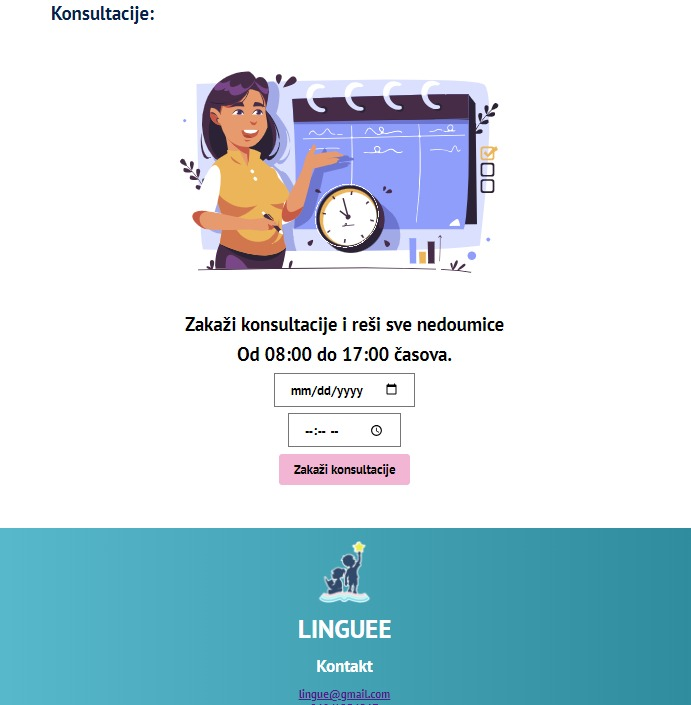 Konsultacije:
Zakaži konsultacije i reši sve nedoumice
Od 08:00 do 17:00 časova.
mm/dd/yyyy
--:-- --
Zakaži konsultacije
LINGUEE
Kontakt
lingue@gmail.com